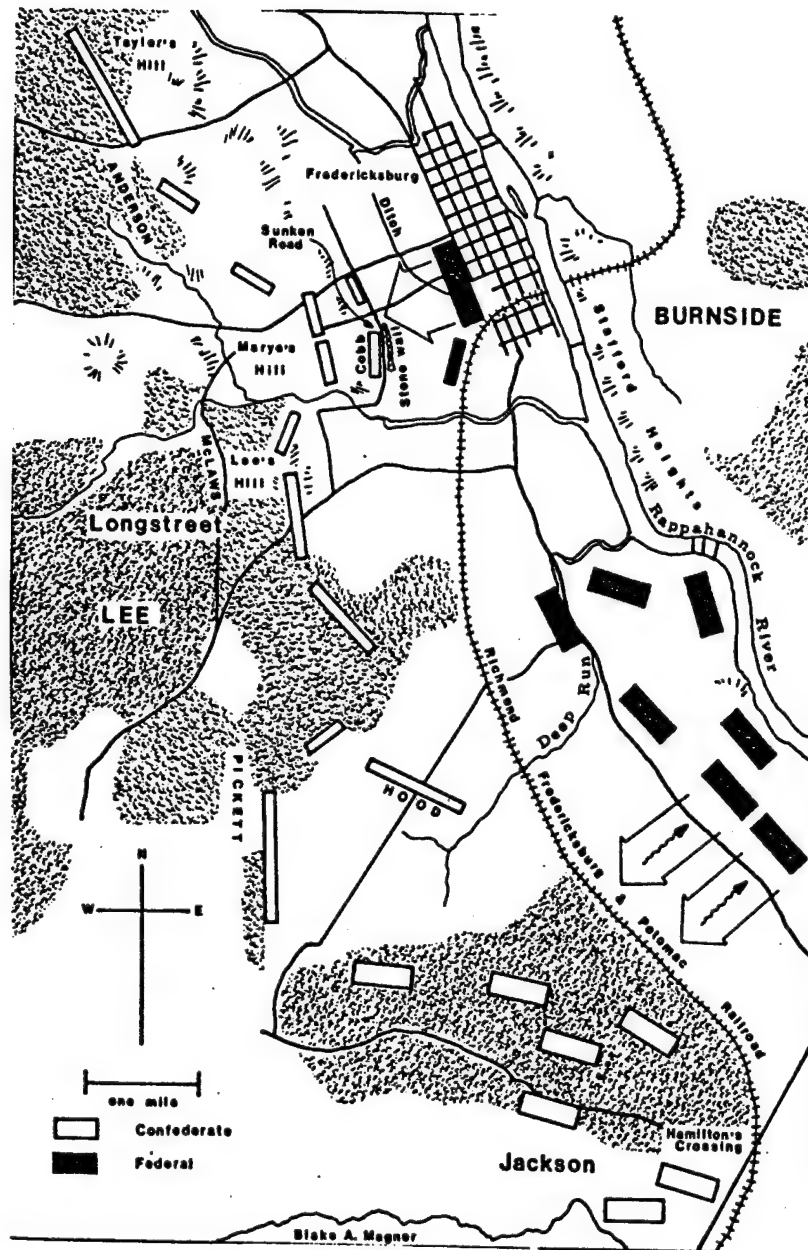 Taylor's
Hill
ANDERSON
Fredericksburg
Ditch
Sunken
Road
BURNSIDE
Stafford Heights
Marye's
Hill
Cobb
Stone wall
McLAWS
Lee's
Hill
Longstreet
Rappahannock
River
LEE
Richmond
Fredericksburg & Potomac
Railroad
Deep Run
PICKETT
HOOD
N
W
E
one mile
Confederate
Federal
Hamilton's
Crossing
Jackson
Blake A. Magner